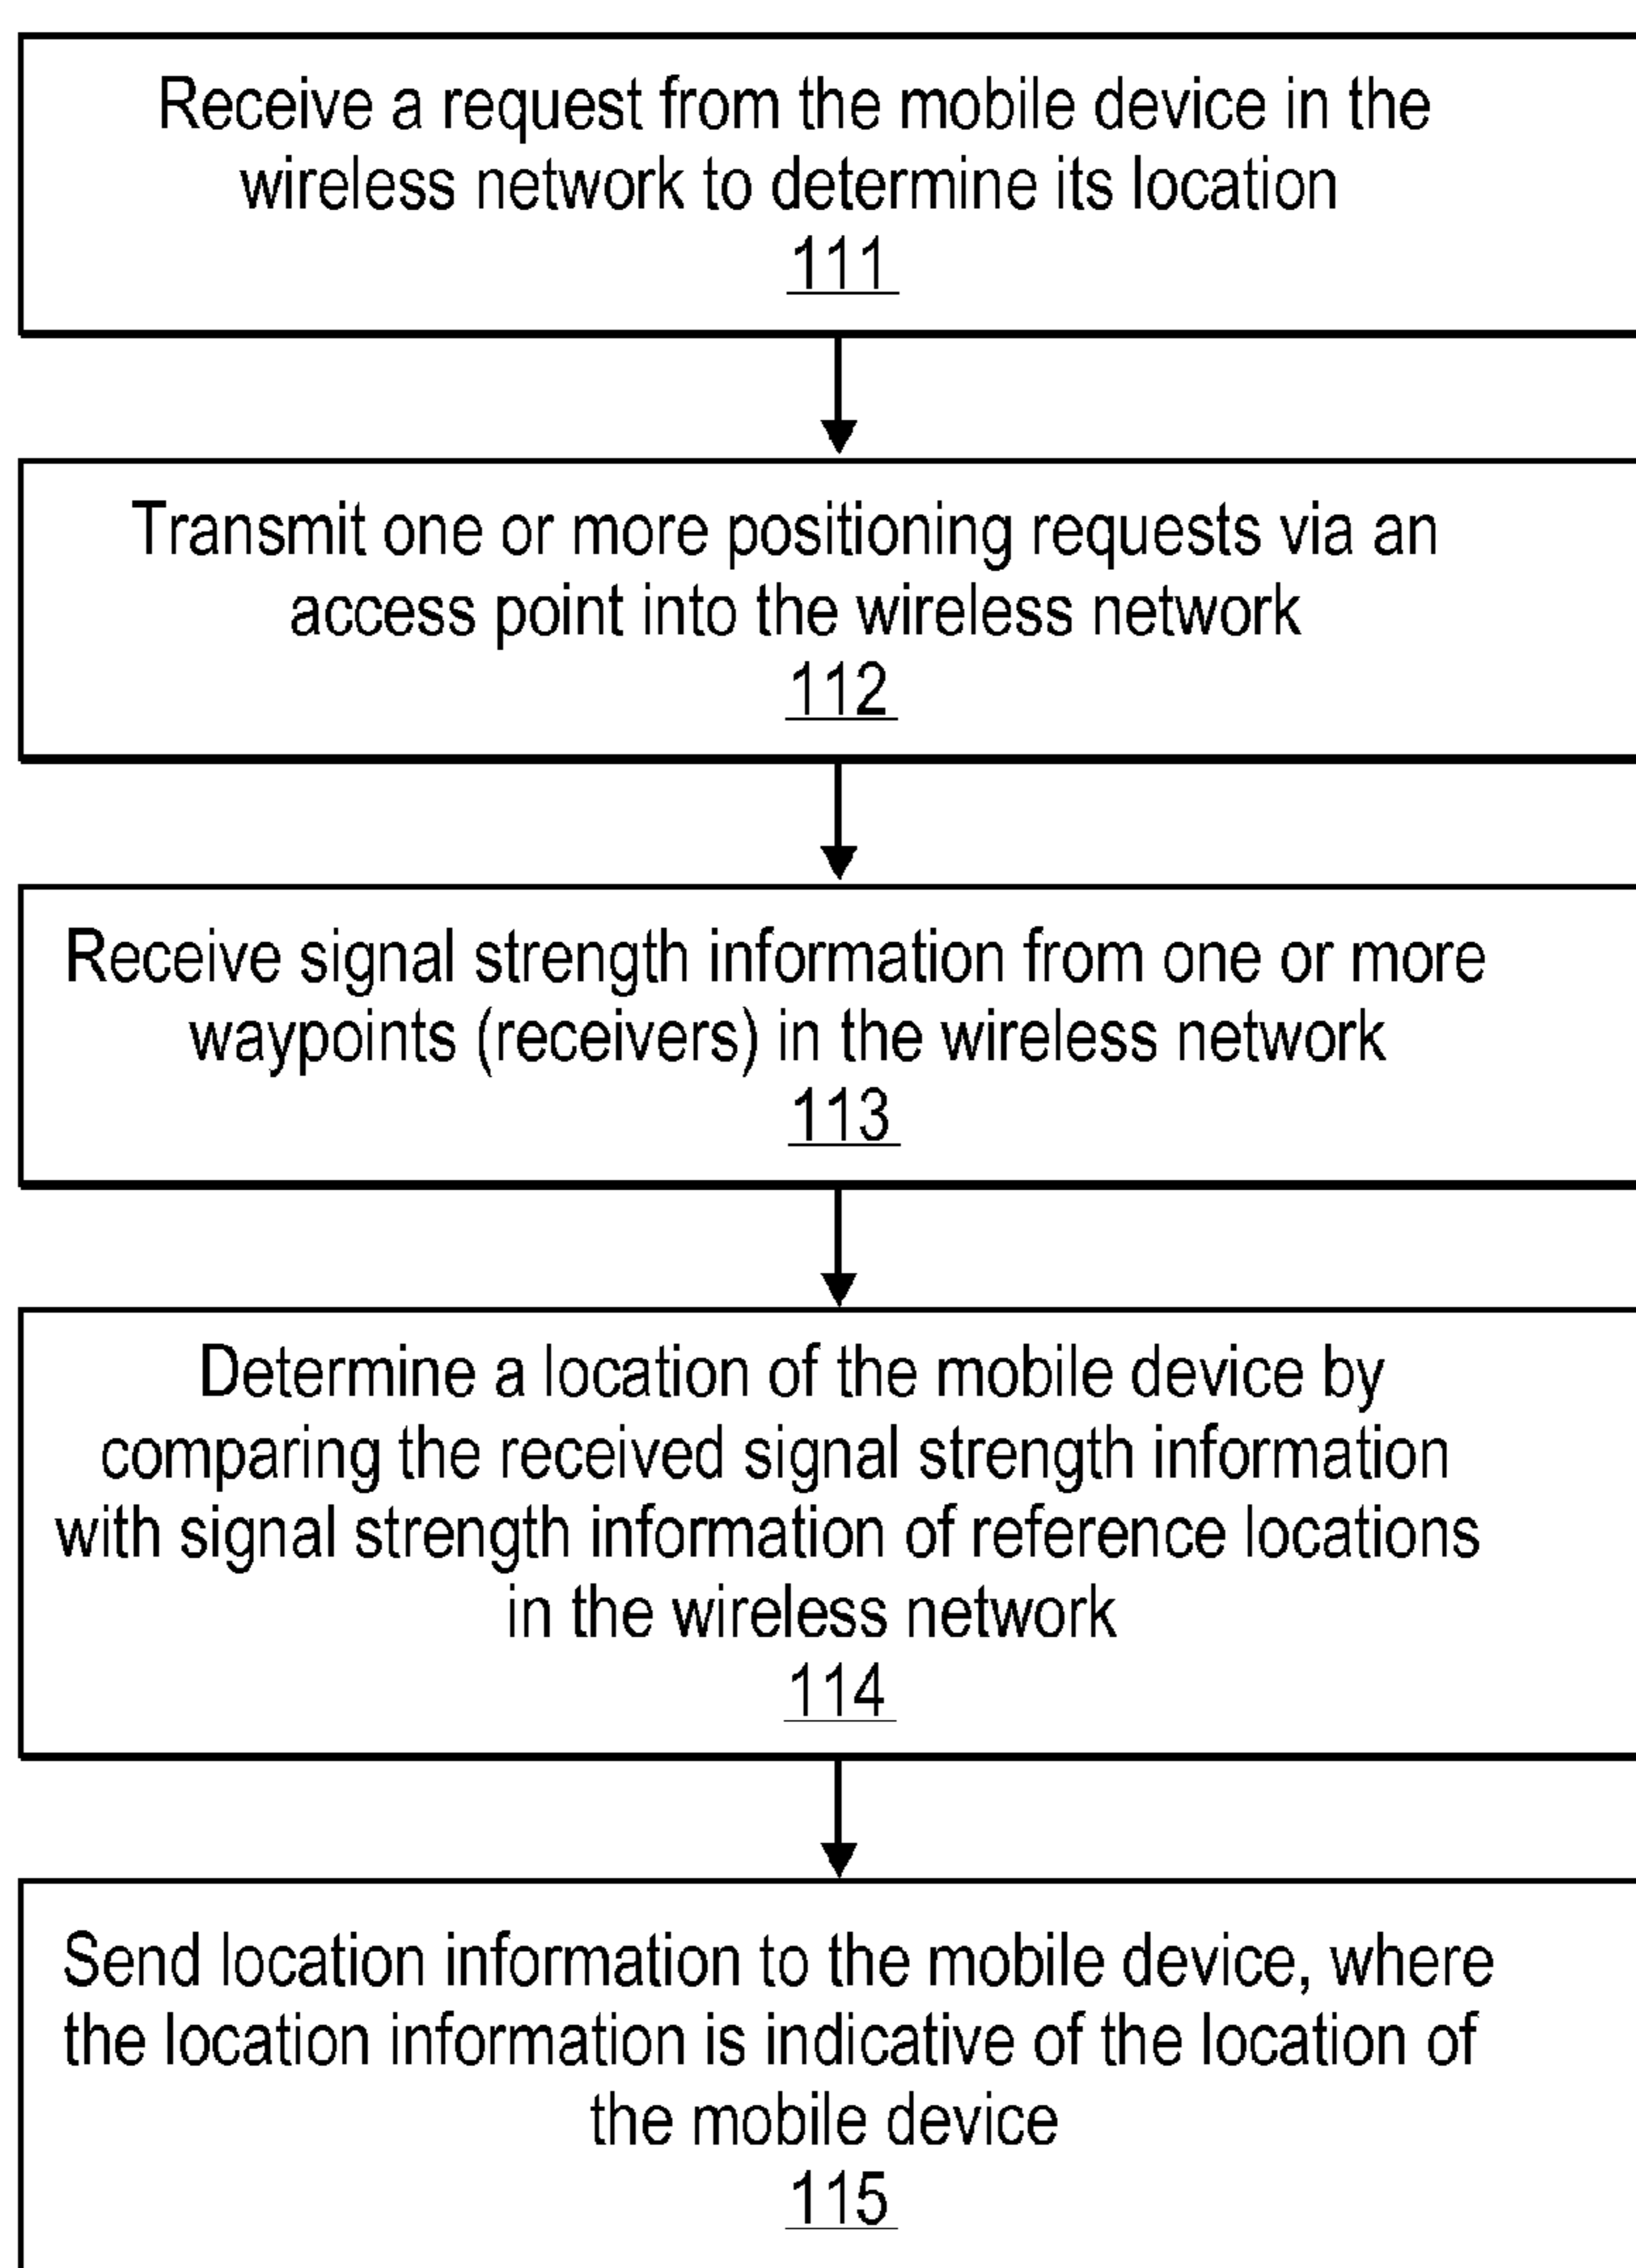 Receive a request from the mobile device in the
wireless network to determine its location
111
Transmit one or more positioning requests via an
access point into the wireless network
112
Receive signal strength information from one or more
waypoints (receivers) in the wireless network
113
Determine a location of the mobile device by
comparing the received signal strength information
with signal strength information of reference locations
in the wireless network
114
Send location information to the mobile device, where
the location information is indicative of the location of
the mobile device
115